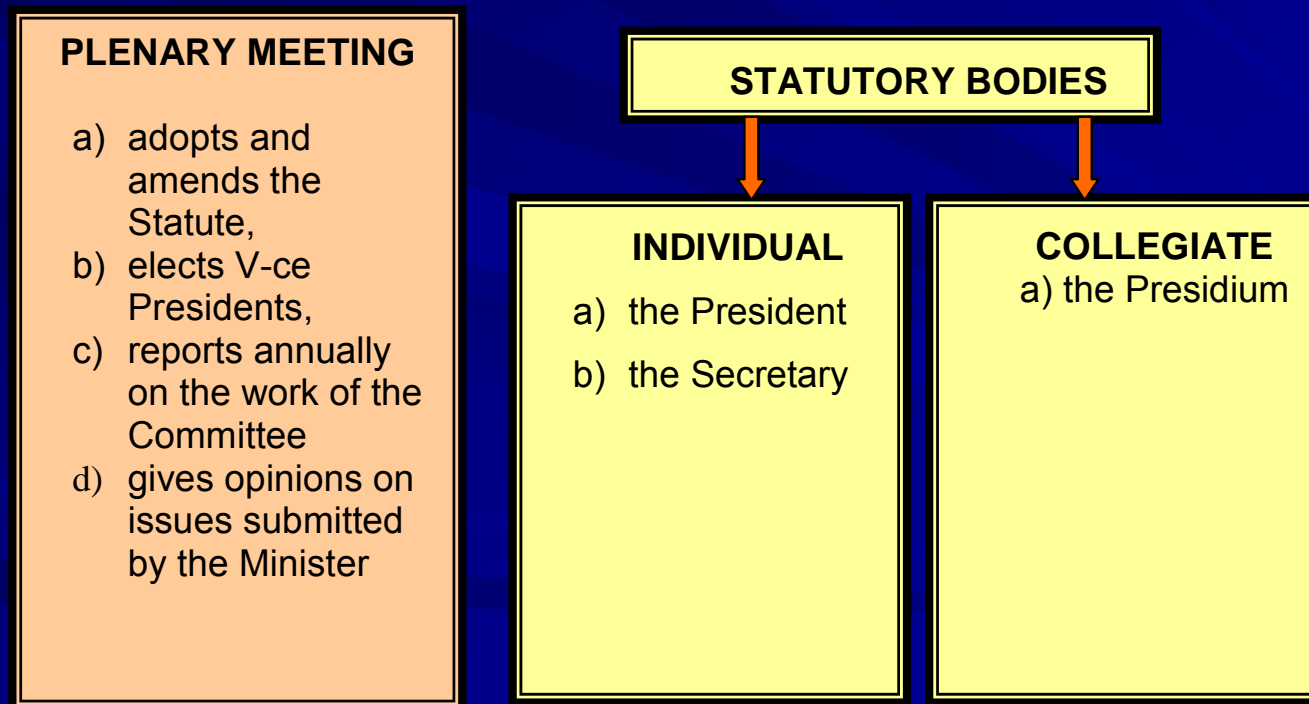 PLENARY MEETING
a) adopts and
amends the
Statute,
b) elects V-ce
Presidents,
c) reports annually
on the work of the
Committee
d) gives opinions on
issues submitted
by the Minister
STATUTORY BODIES
INDIVIDUAL
a) the President
b) the Secretary
COLLEGIATE
a) the Presidium